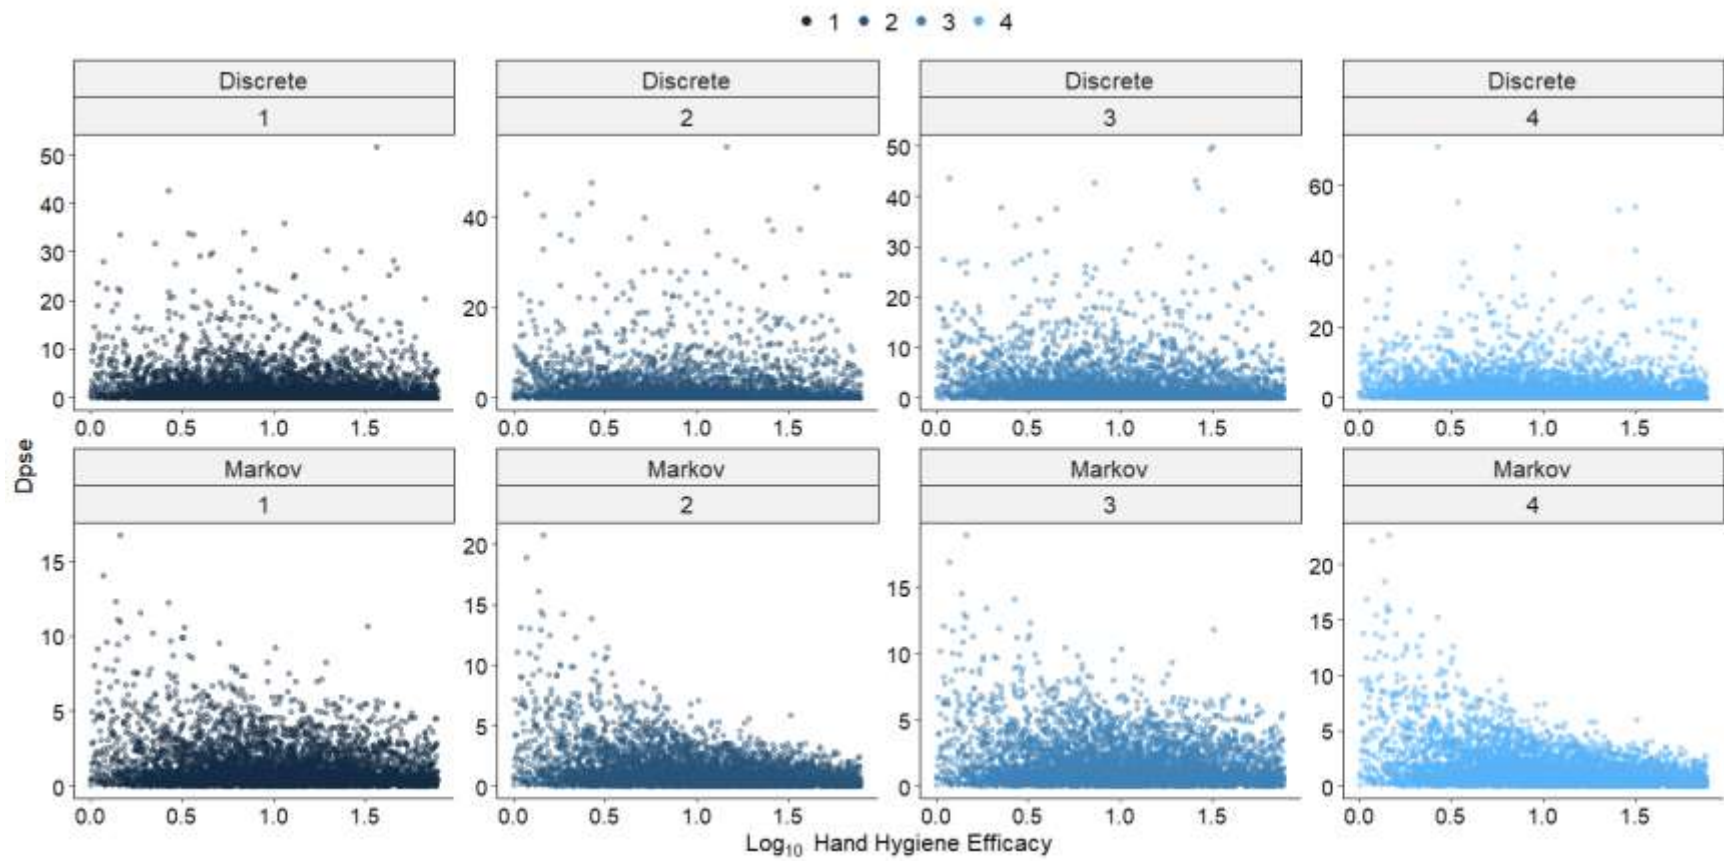 1 2 3 4
Discrete Discrete Discrete Discrete
1 2 3 4
50 40 30 20 10 0
40 20 0
50 40 30 20 10 0
60 40 20 0
0.0 0.5 1.0 1.5 0.0 0.5 1.0 1.5 0.0 0.5 1.0 1.5 0.0 0.5 1.0 1.5
Dpse
Markov Markov Markov Markov
1 2 3 4
15 10 5 0
20 15 10 5 0
15 10 5 0
20 15 10 5 0
0.0 0.5 1.0 1.5 0.0 0.5 1.0 1.5 0.0 0.5 1.0 1.5 0.0 0.5 1.0 1.5
Log₁₀ Hand Hygiene Efficacy